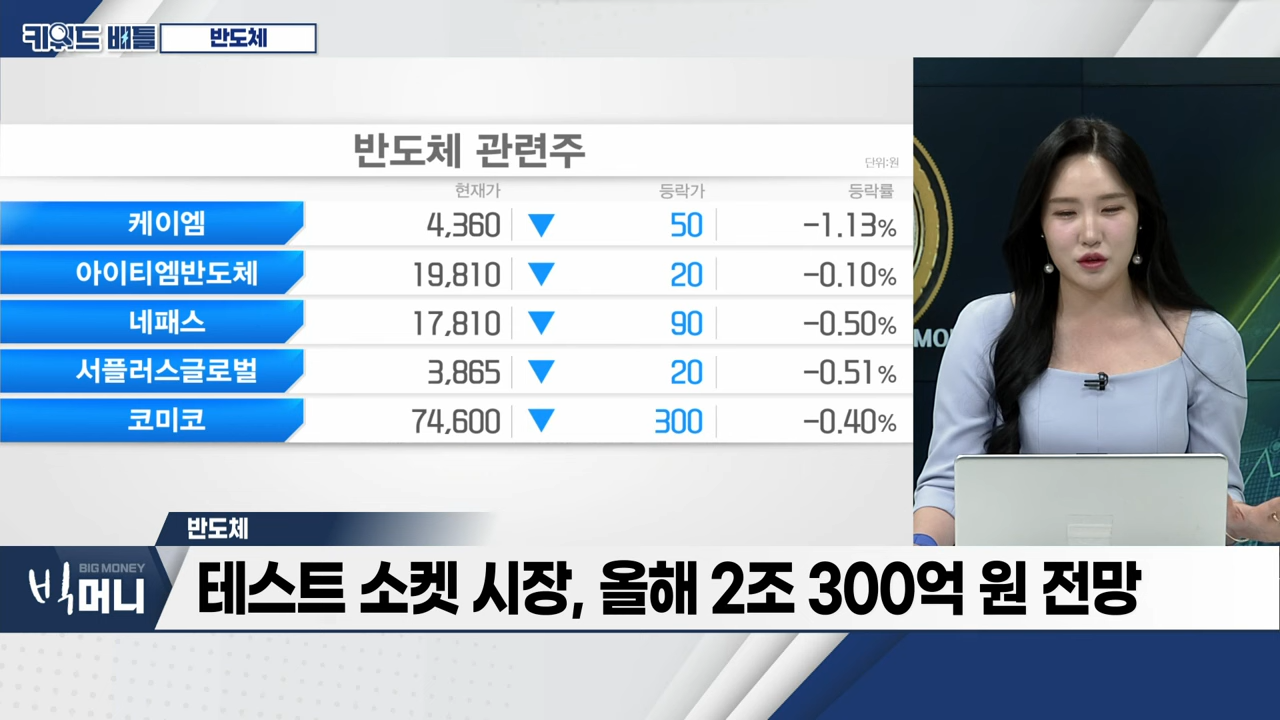 키워드 배틀
반도체
반도체 관련주
단위:원
현재가 등락가 등락률
케이엠 4,360 ▼ 50 -1.13%
아이티엠반도체 19,810 ▼ 20 -0.10%
네패스 17,810 ▼ 90 -0.50%
서플러스글로벌 3,865 ▼ 20 -0.51%
코미코 74,600 ▼ 300 -0.40%
MON
반도체
BIG MONEY
빅머니
테스트 소켓 시장, 올해 2조 300억 원 전망